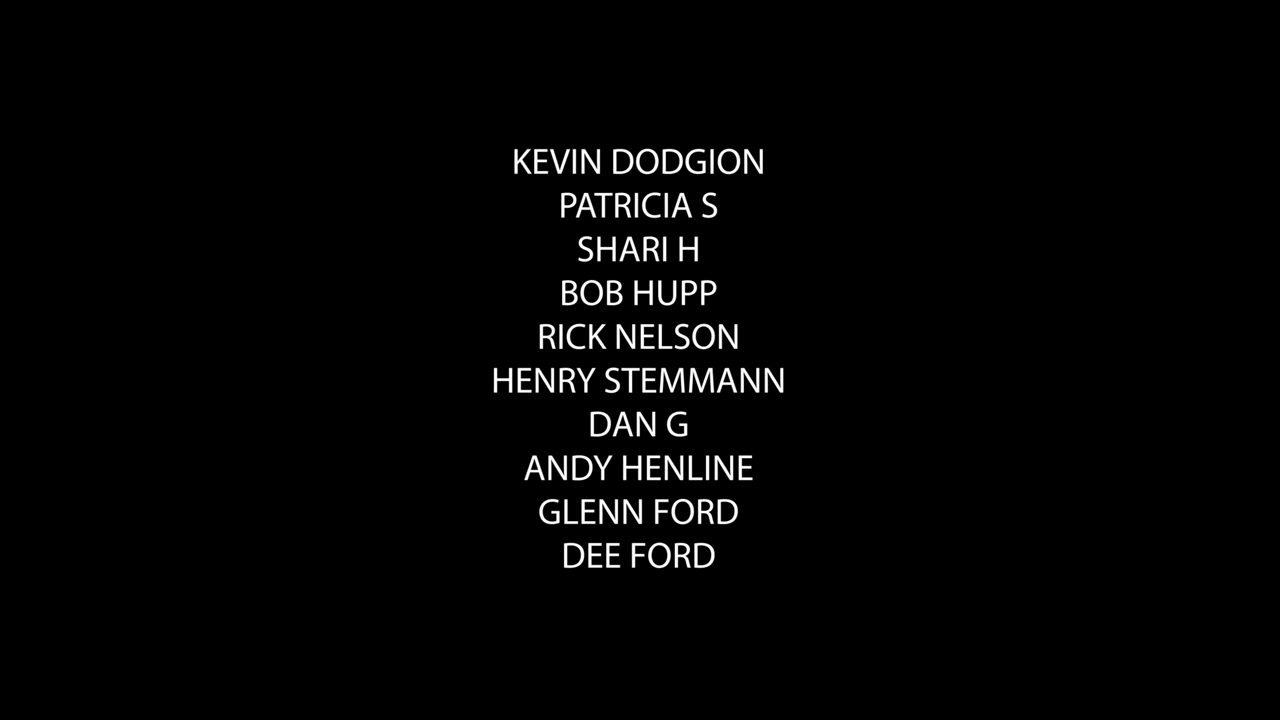 KEVIN DODGION
PATRICIA S
SHARI H
BOB HUPP
RICK NELSON
HENRY STEMMANN
DAN G
ANDY HENLINE
GLENN FORD
DEE FORD